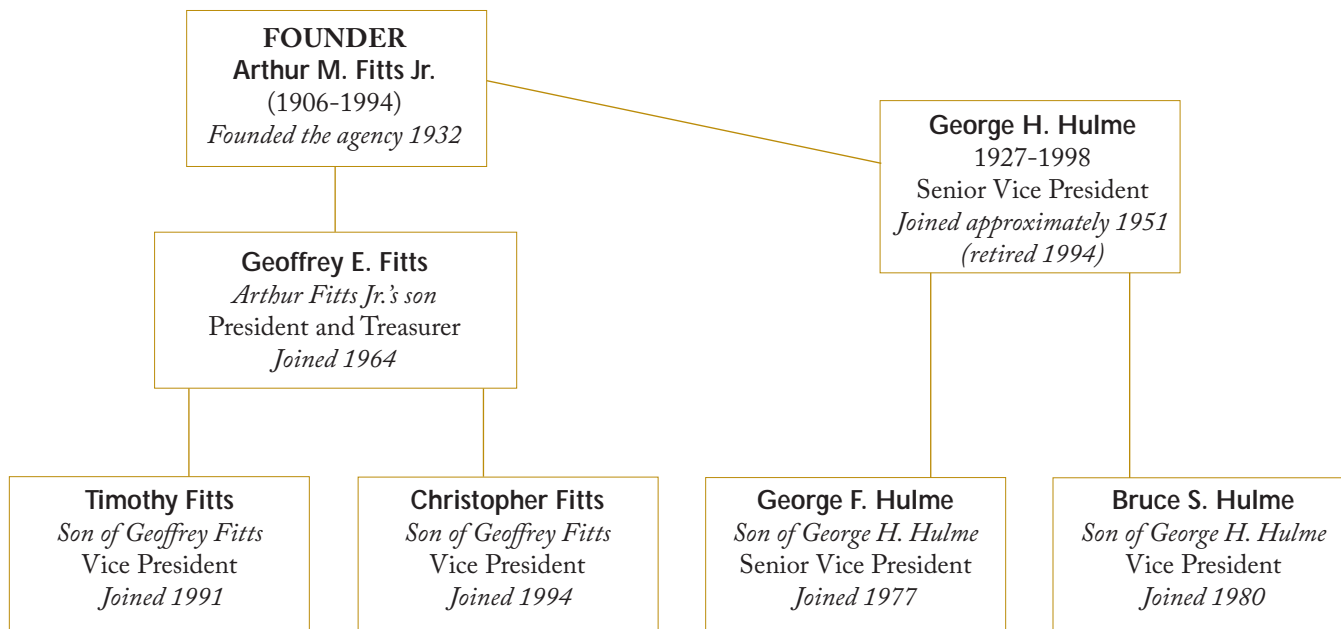 FOUNDER
Arthur M. Fitts Jr.
(1906-1994)
Founded the agency 1932
George H. Hulme
1927-1998
Senior Vice President
Joined approximately 1951
(retired 1994)
Geoffrey E. Fitts
Arthur Fitts Jr.'s son
President and Treasurer
Joined 1964
Timothy Fitts
Son of Geoffrey Fitts
Vice President
Joined 1991
Christopher Fitts
Son of Geoffrey Fitts
Vice President
Joined 1994
George F. Hulme
Son of George H. Hulme
Senior Vice President
Joined 1977
Bruce S. Hulme
Son of George H. Hulme
Vice President
Joined 1980